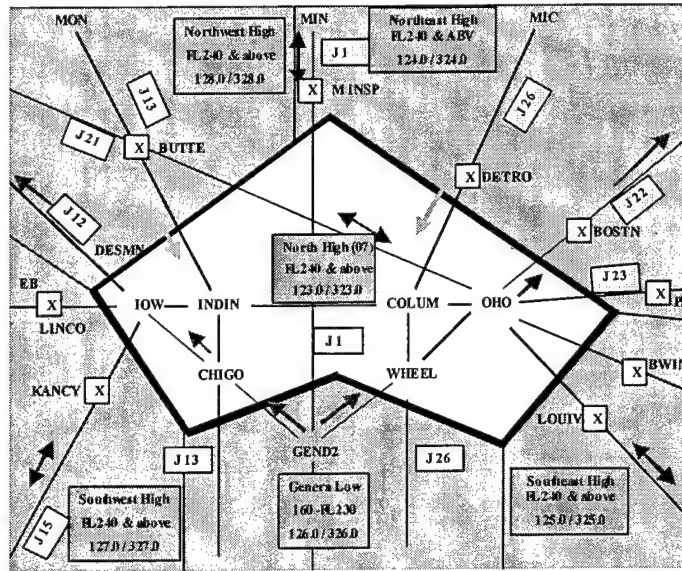 MON
Northwest High
FL240 & above
128.0 / 328.0
MIN
J1
Northeast High
FL240 & ABV
124.0 / 324.0
MIC
J13
MINSP
J26
J21
BUTTE
DETRO
J12
J22
DESMN
BOSTN
North High (07)
FL240 & above
123.0 / 323.0
J23
EB
LINCO
IOW
INDIN
COLUM
OHO
P
J1
CHIGO
WHEEL
BWIN
KANCY
LOUIV
GEND2
J13
J26
Southwest High
FL240 & above
127.0 / 327.0
Genera Low
160-FL230
126.0 / 326.0
Southeast High
FL240 & above
125.0 / 325.0
J15